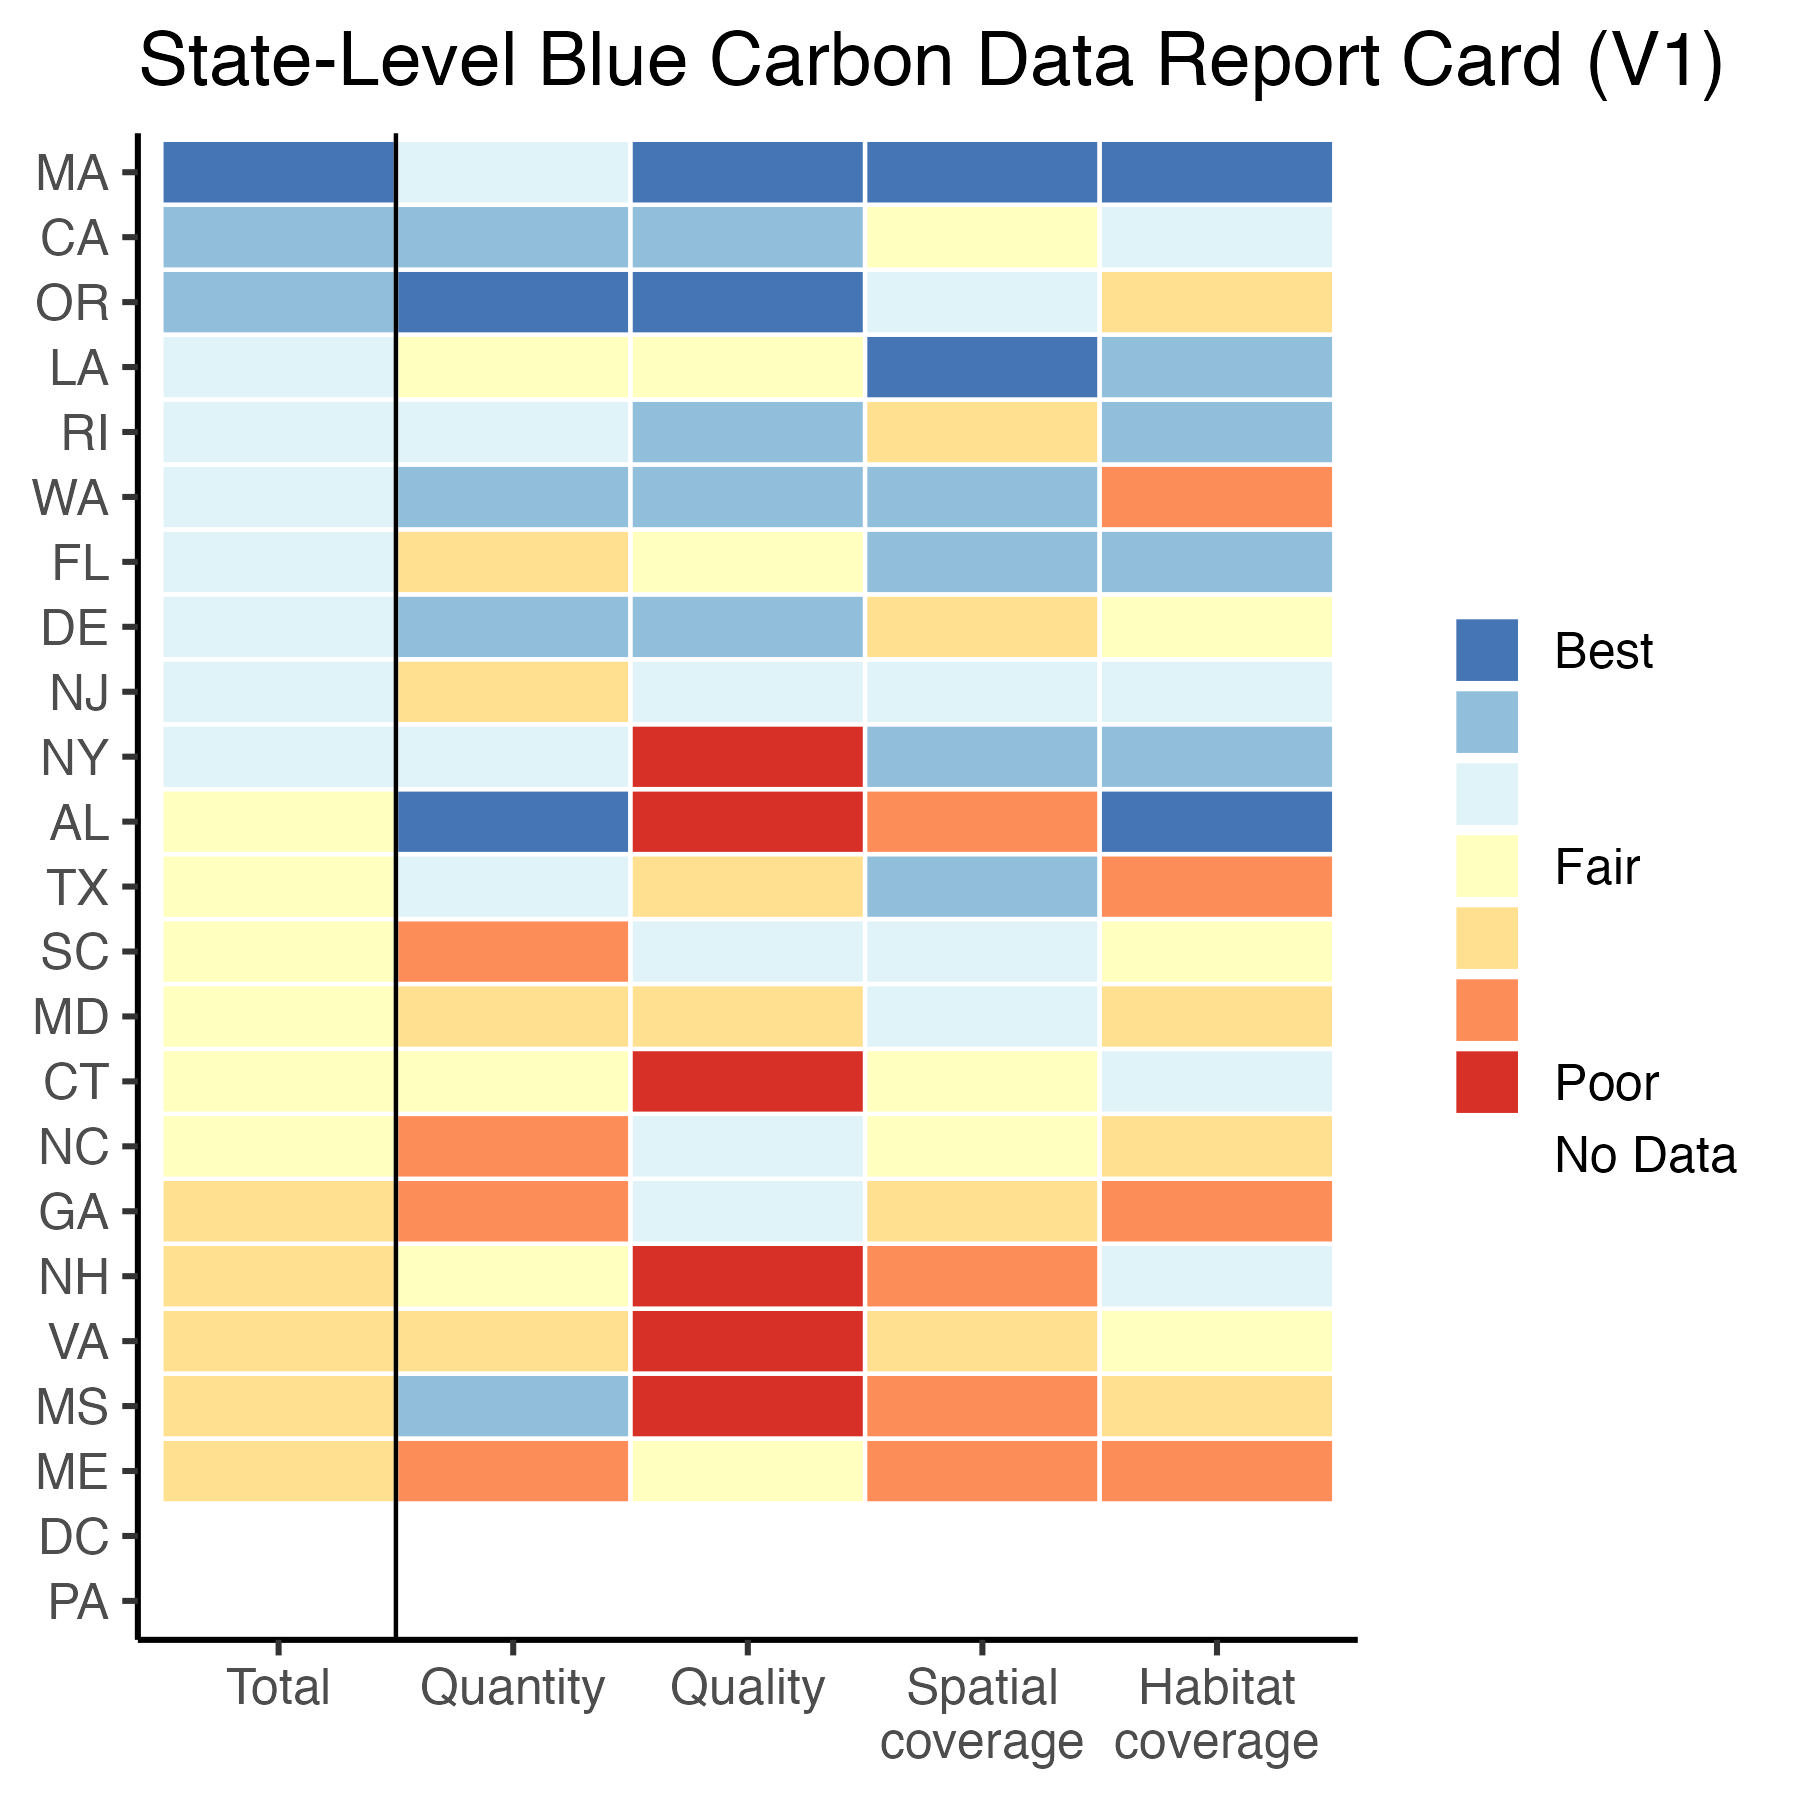 State-Level Blue Carbon Data Report Card (V1)
MA
CA
OR
LA
RI
WA
FL
DE
NJ
NY
AL
TX
SC
MD
CT
NC
GA
NH
VA
MS
ME
DC
PA
Total
Quantity
Quality
Spatial
coverage
Habitat
coverage
Best
Fair
Poor
No Data